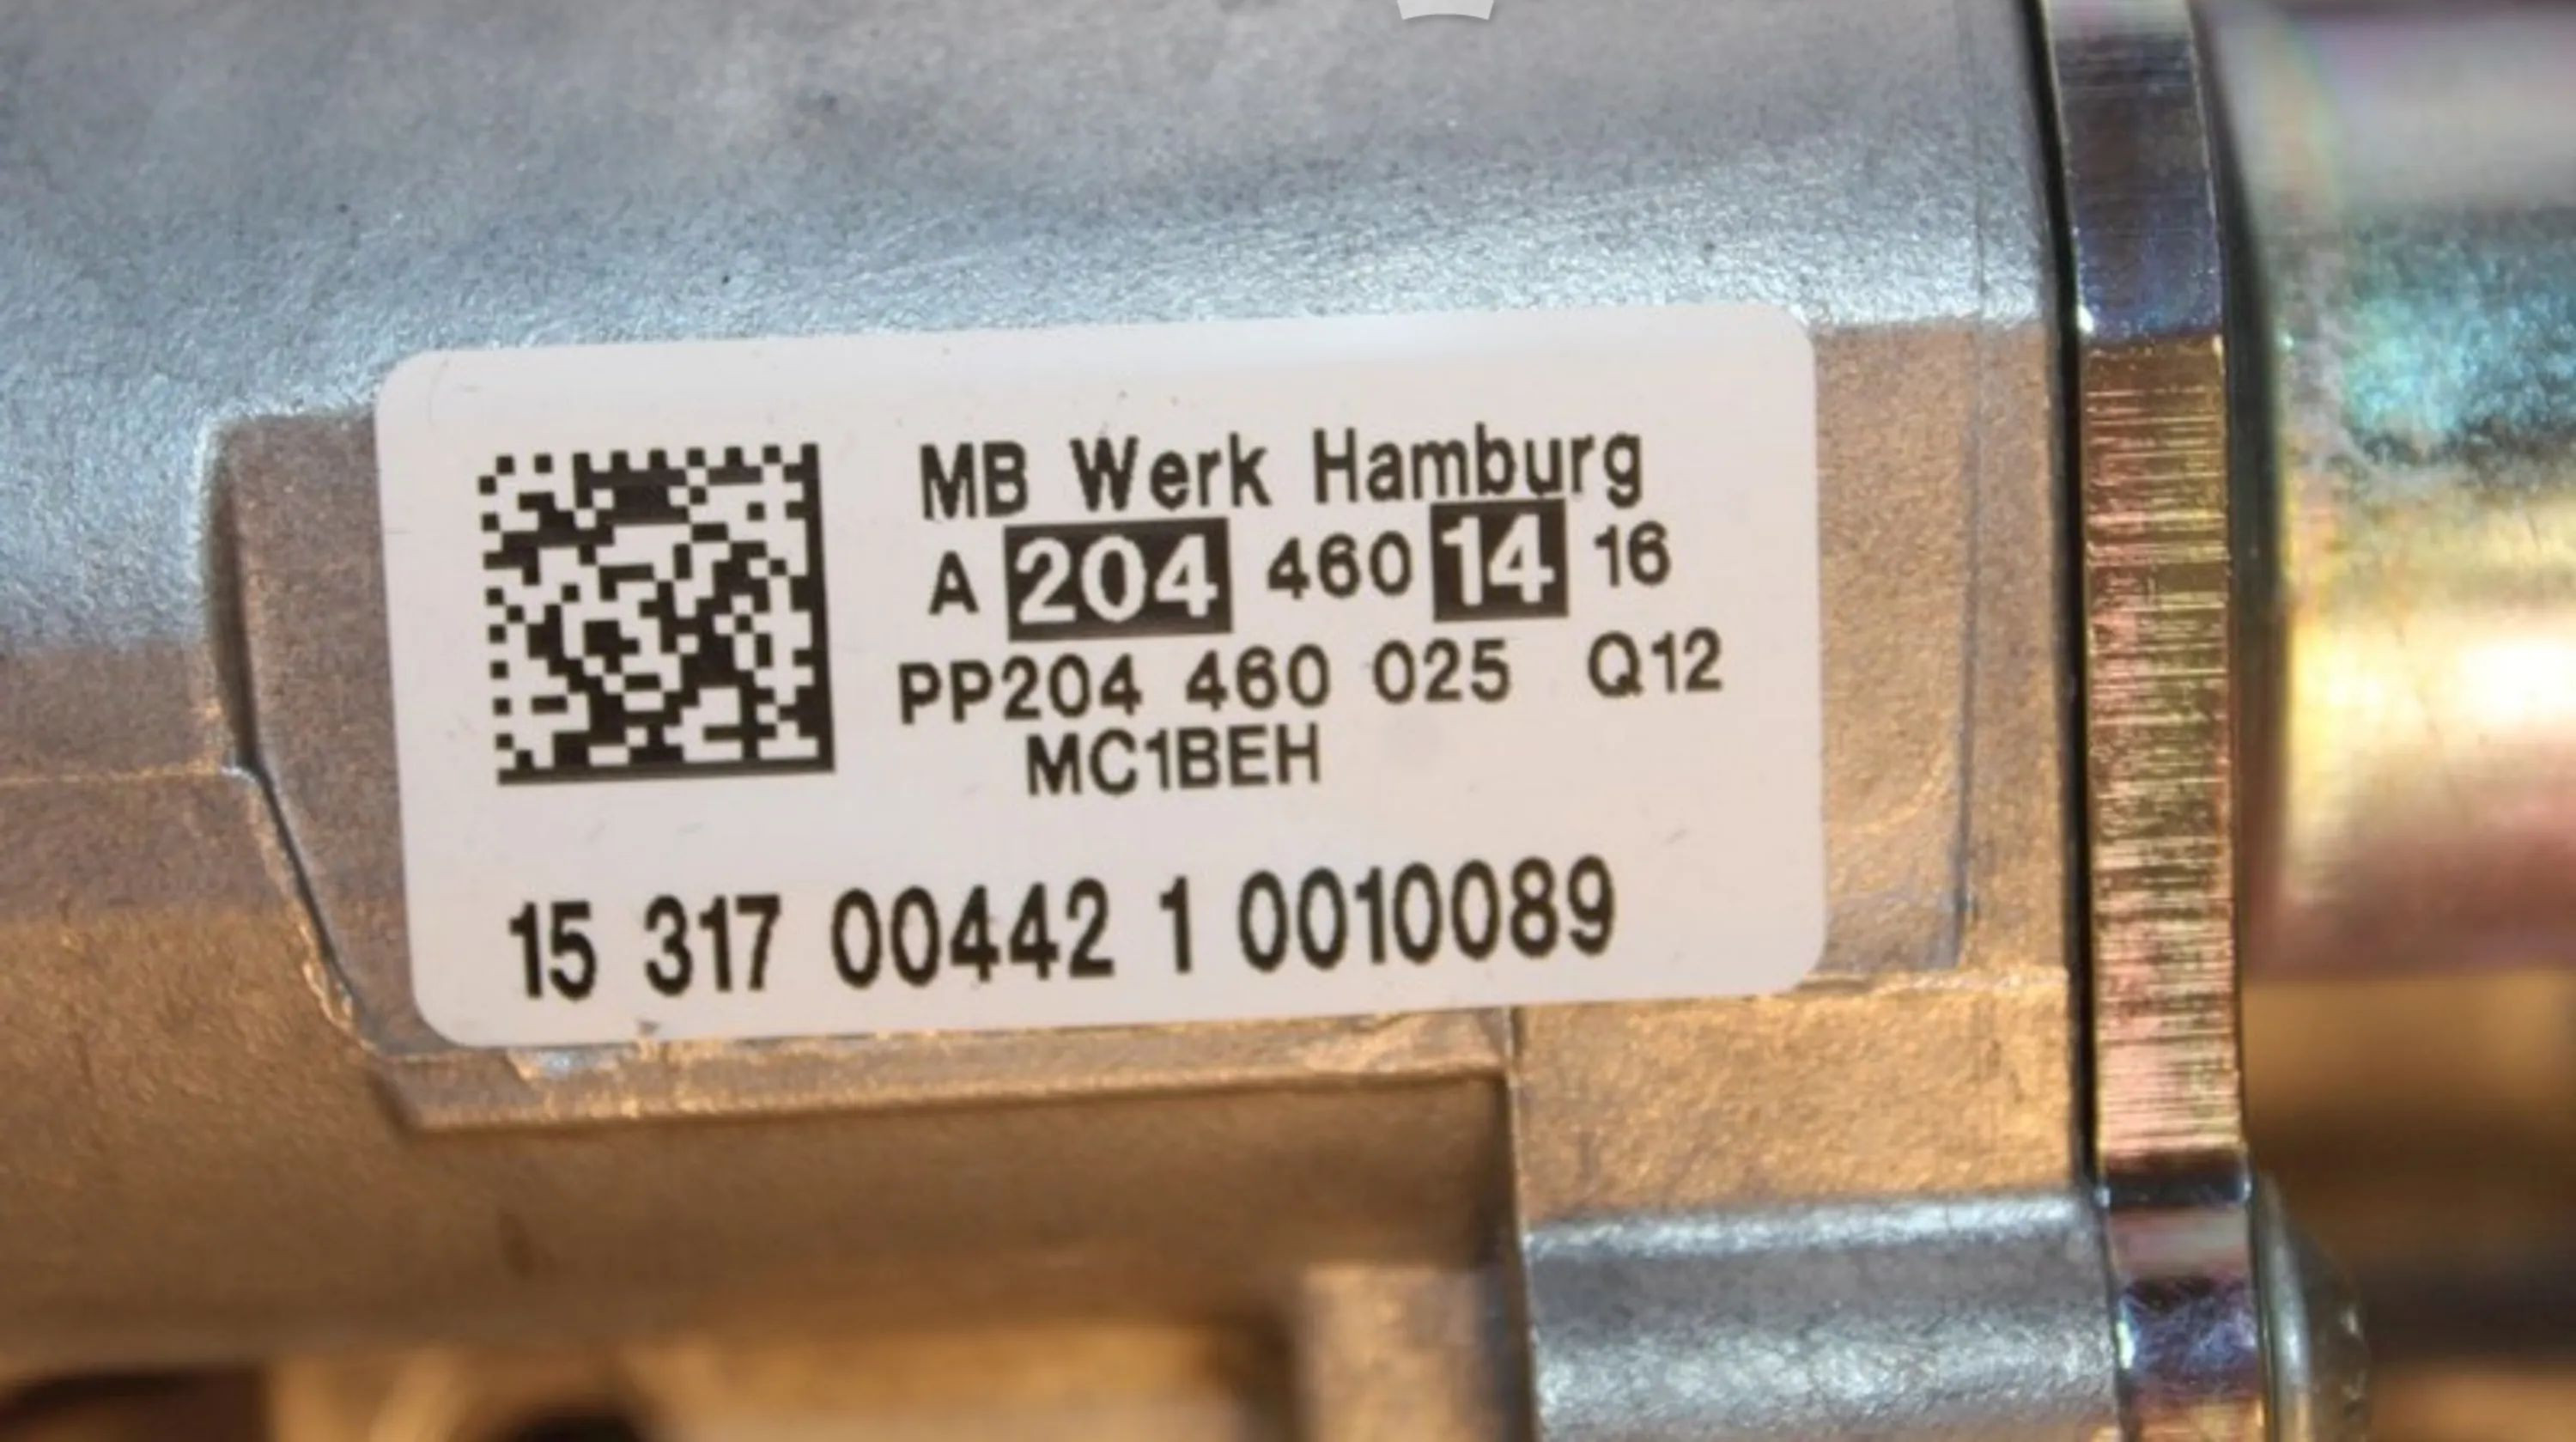 MB Werk Hamburg
A 204 460 14 16
PP204 460 025 Q12
MC1BEH
15 317 00442 1 0010089